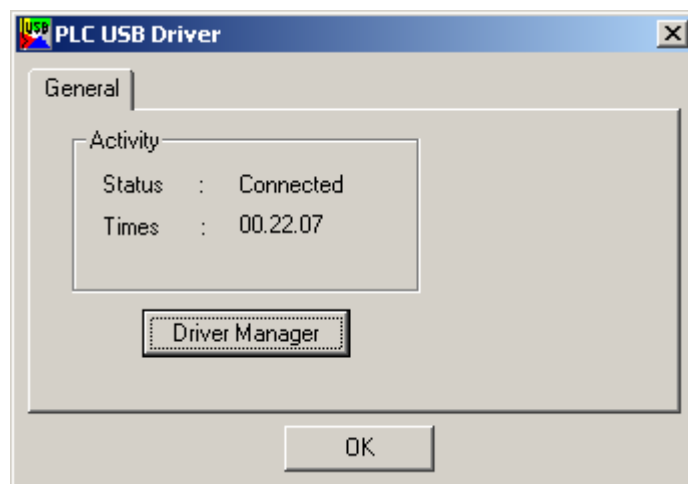 USB PLC USB Driver
General
Activity
Status : Connected
Times : 00.22.07
Driver Manager
OK